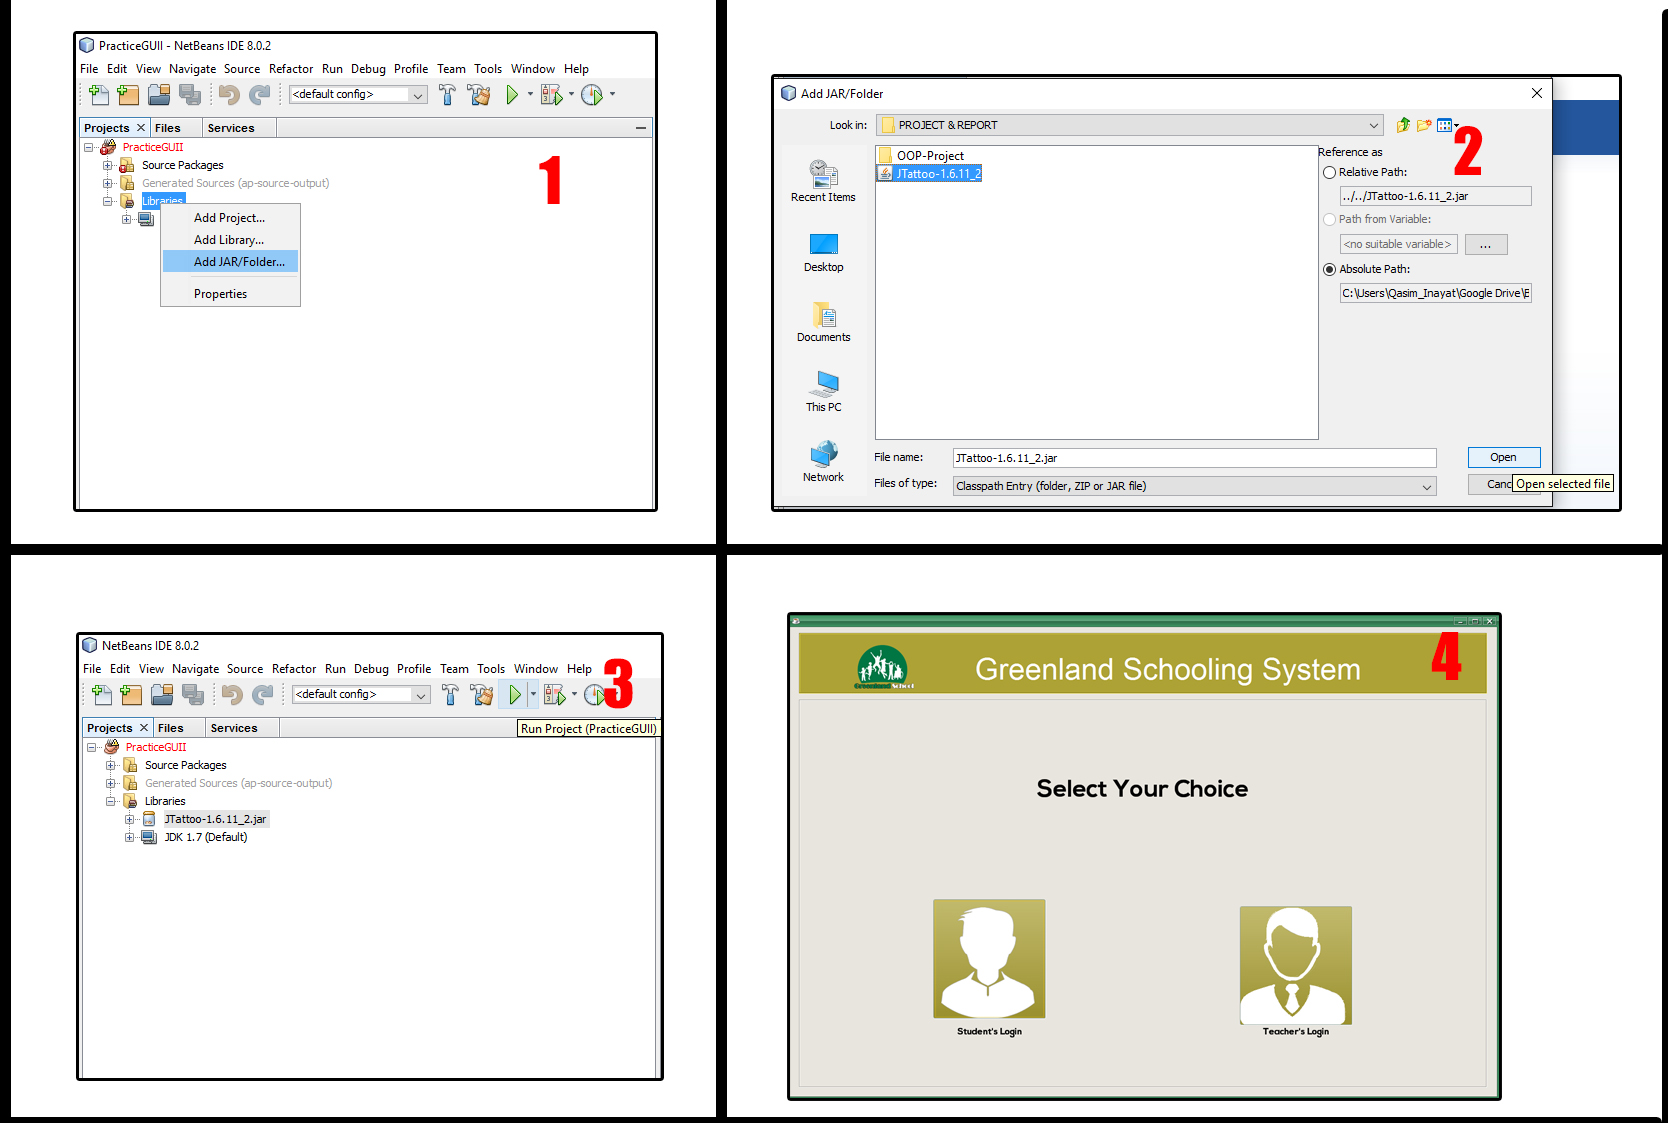 PracticeGUII - NetBeans IDE 8.0.2
File Edit View Navigate Source Refactor Run Debug Profile Team Tools Window Help
<default config>
Projects Files Services
PracticeGUII
Source Packages
Generated Sources (ap-source-output)
Libraries
Add Project...
Add Library...
Add JAR/Folder...
Properties
1
Add JAR/Folder
Look in: PROJECT & REPORT
2
OOP-Project
JTattoo-1.6.11_2
Recent Items
Desktop
Documents
This PC
Network
Reference as
Relative Path:
../../JTattoo-1.6.11_2.jar
Path from Variable:
<no suitable variable> ...
Absolute Path:
C:\Users\Qasim_Inayat\Google Drive\E
File name: JTattoo-1.6.11_2.jar Open
Files of type: Classpath Entry (folder, ZIP or JAR file) Canc
Open selected file
NetBeans IDE 8.0.2
File Edit View Navigate Source Refactor Run Debug Profile Team Tools Window Help
<default config>
3
Projects Files Services
Run Project (PracticeGUII)
PracticeGUII
Source Packages
Generated Sources (ap-source-output)
Libraries
JTattoo-1.6.11_2.jar
JDK 1.7 (Default)
4
Greenland School
Greenland Schooling System
Select Your Choice
Student's Login
Teacher's Login